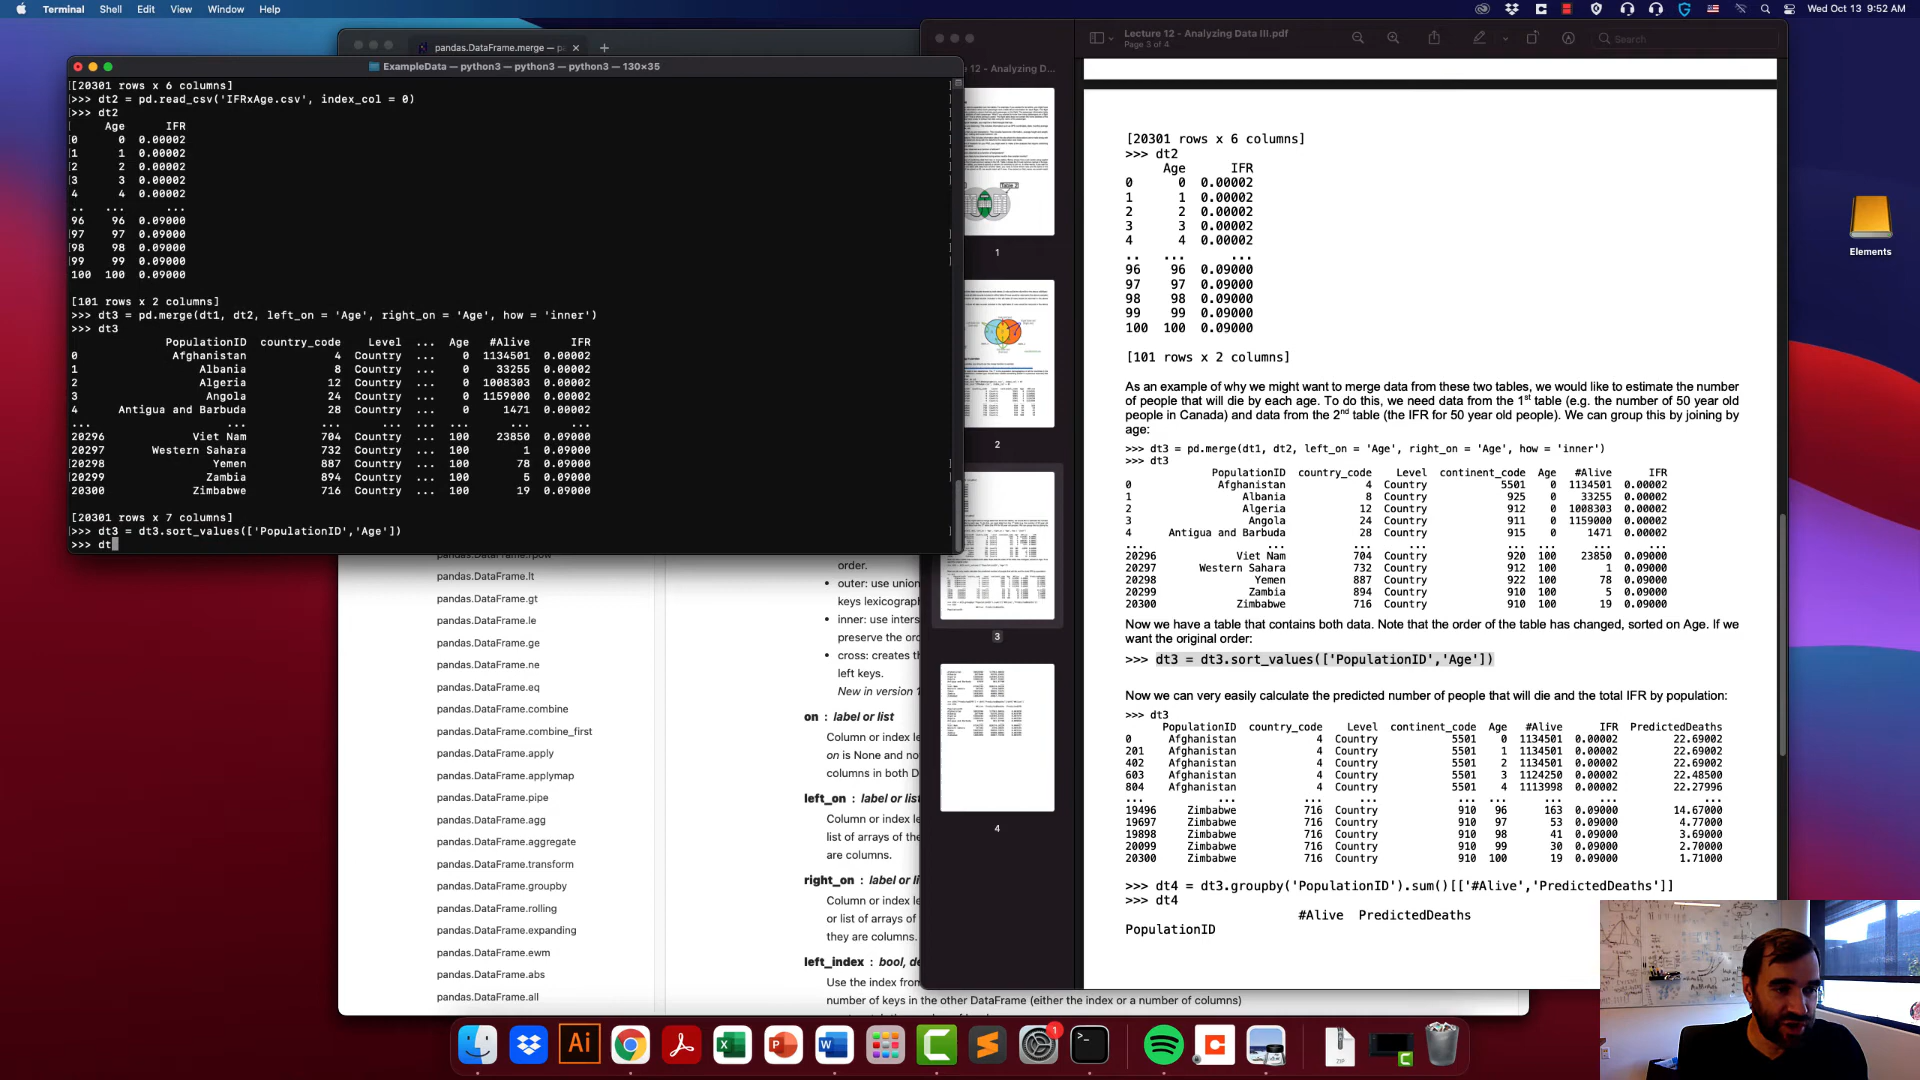 Terminal Shell Edit View Window Help
Wed Oct 13 9:52 AM
pandas.DataFrame.merge — p
ExampleData — python3 — python3 — python3 — 130×35
[20301 rows x 6 columns]
>>> dt2 = pd.read_csv('IFRxAge.csv', index_col = 0)
>>> dt2
Age IFR
0 0 0.00002
1 1 0.00002
2 2 0.00002
3 3 0.00002
4 4 0.00002
.. ... ...
96 96 0.09000
97 97 0.09000
98 98 0.09000
99 99 0.09000
100 100 0.09000
[101 rows x 2 columns]
>>> dt3 = pd.merge(dt1, dt2, left_on = 'Age', right_on = 'Age', how = 'inner')
>>> dt3
PopulationID country_code Level ... Age #Alive IFR
0 Afghanistan 4 Country ... 0 1134501 0.00002
1 Albania 8 Country ... 0 33255 0.00002
2 Algeria 12 Country ... 0 1008303 0.00002
3 Angola 24 Country ... 0 1159000 0.00002
4 Antigua and Barbuda 28 Country ... 0 1471 0.00002
... ... ... ... ... ... ... ...
20296 Viet Nam 704 Country ... 100 23850 0.09000
20297 Western Sahara 732 Country ... 100 1 0.09000
20298 Yemen 887 Country ... 100 78 0.09000
20299 Zambia 894 Country ... 100 5 0.09000
20300 Zimbabwe 716 Country ... 100 19 0.09000
[20301 rows x 7 columns]
>>> dt3 = dt3.sort_values(['PopulationID','Age'])
>>> dt
pandas.DataFrame.lt
pandas.DataFrame.gt
pandas.DataFrame.le
pandas.DataFrame.ge
pandas.DataFrame.ne
pandas.DataFrame.eq
pandas.DataFrame.combine
pandas.DataFrame.combine_first
pandas.DataFrame.apply
pandas.DataFrame.applymap
pandas.DataFrame.pipe
pandas.DataFrame.agg
pandas.DataFrame.aggregate
pandas.DataFrame.transform
pandas.DataFrame.groupby
pandas.DataFrame.rolling
pandas.DataFrame.expanding
pandas.DataFrame.ewm
pandas.DataFrame.abs
pandas.DataFrame.all
order.
outer: use union
keys lexicograph
inner: use inters
preserve the ord
cross: creates th
left keys.
New in version 1
on : label or list
Column or index le
on is None and no
columns in both D
left_on : label or list
Column or index le
list of arrays of the
are columns.
right_on : label or li
Column or index le
or list of arrays of
they are columns.
left_index : bool, de
Use the index from
number of keys in the other DataFrame (either the index or a number of columns)
12 - Analyzing D...
1
2
3
4
Lecture 12 - Analyzing Data III.pdf
Page 3 of 4
Search
[20301 rows x 6 columns]
>>> dt2
Age IFR
0 0 0.00002
1 1 0.00002
2 2 0.00002
3 3 0.00002
4 4 0.00002
.. ... ...
96 96 0.09000
97 97 0.09000
98 98 0.09000
99 99 0.09000
100 100 0.09000
[101 rows x 2 columns]
As an example of why we might want to merge data from these two tables, we would like to estimate the number
of people that will die by each age. To do this, we need data from the 1st table (e.g. the number of 50 year old
people in Canada) and data from the 2nd table (the IFR for 50 year old people). We can group this by joining by
age:
>>> dt3 = pd.merge(dt1, dt2, left_on = 'Age', right_on = 'Age', how = 'inner')
>>> dt3
PopulationID country_code Level continent_code Age #Alive IFR
0 Afghanistan 4 Country 5501 0 1134501 0.00002
1 Albania 8 Country 925 0 33255 0.00002
2 Algeria 12 Country 912 0 1008303 0.00002
3 Angola 24 Country 911 0 1159000 0.00002
4 Antigua and Barbuda 28 Country 915 0 1471 0.00002
... ... ... ... ... ... ... ...
20296 Viet Nam 704 Country 920 100 23850 0.09000
20297 Western Sahara 732 Country 912 100 1 0.09000
20298 Yemen 887 Country 922 100 78 0.09000
20299 Zambia 894 Country 910 100 5 0.09000
20300 Zimbabwe 716 Country 910 100 19 0.09000
Now we have a table that contains both data. Note that the order of the table has changed, sorted on Age. If we
want the original order:
>>> dt3 = dt3.sort_values(['PopulationID','Age'])
Now we can very easily calculate the predicted number of people that will die and the total IFR by population:
>>> dt3
PopulationID country_code Level continent_code Age #Alive IFR PredictedDeaths
0 Afghanistan 4 Country 5501 0 1134501 0.00002 22.69002
201 Afghanistan 4 Country 5501 1 1134501 0.00002 22.69002
402 Afghanistan 4 Country 5501 2 1134501 0.00002 22.69002
603 Afghanistan 4 Country 5501 3 1124250 0.00002 22.48500
804 Afghanistan 4 Country 5501 4 1113998 0.00002 22.27996
... ... ... ... ... ... ... ... ...
19496 Zimbabwe 716 Country 910 96 163 0.09000 14.67000
19697 Zimbabwe 716 Country 910 97 53 0.09000 4.77000
19898 Zimbabwe 716 Country 910 98 41 0.09000 3.69000
20099 Zimbabwe 716 Country 910 99 30 0.09000 2.70000
20300 Zimbabwe 716 Country 910 100 19 0.09000 1.71000
>>> dt4 = dt3.groupby('PopulationID').sum()[['#Alive','PredictedDeaths']]
>>> dt4
#Alive PredictedDeaths
PopulationID
Elements
1
Ai
ZIP